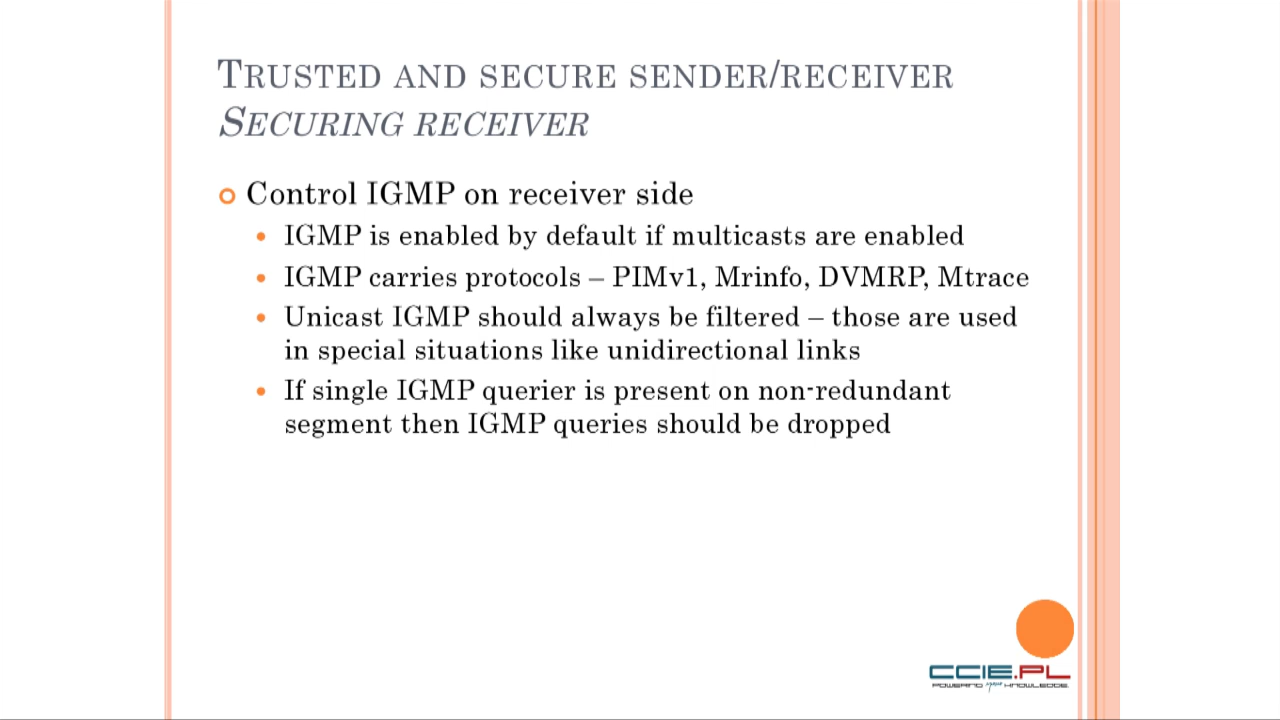 TRUSTED AND SECURE SENDER/RECEIVER
SECURING RECEIVER
Control IGMP on receiver side
IGMP is enabled by default if multicasts are enabled
IGMP carries protocols – PIMv1, Mrinfo, DVMRP, Mtrace
Unicast IGMP should always be filtered – those are used
in special situations like unidirectional links
If single IGMP querier is present on non-redundant
segment then IGMP queries should be dropped
CCIE.PL
POWERING your KNOWLEDGE.